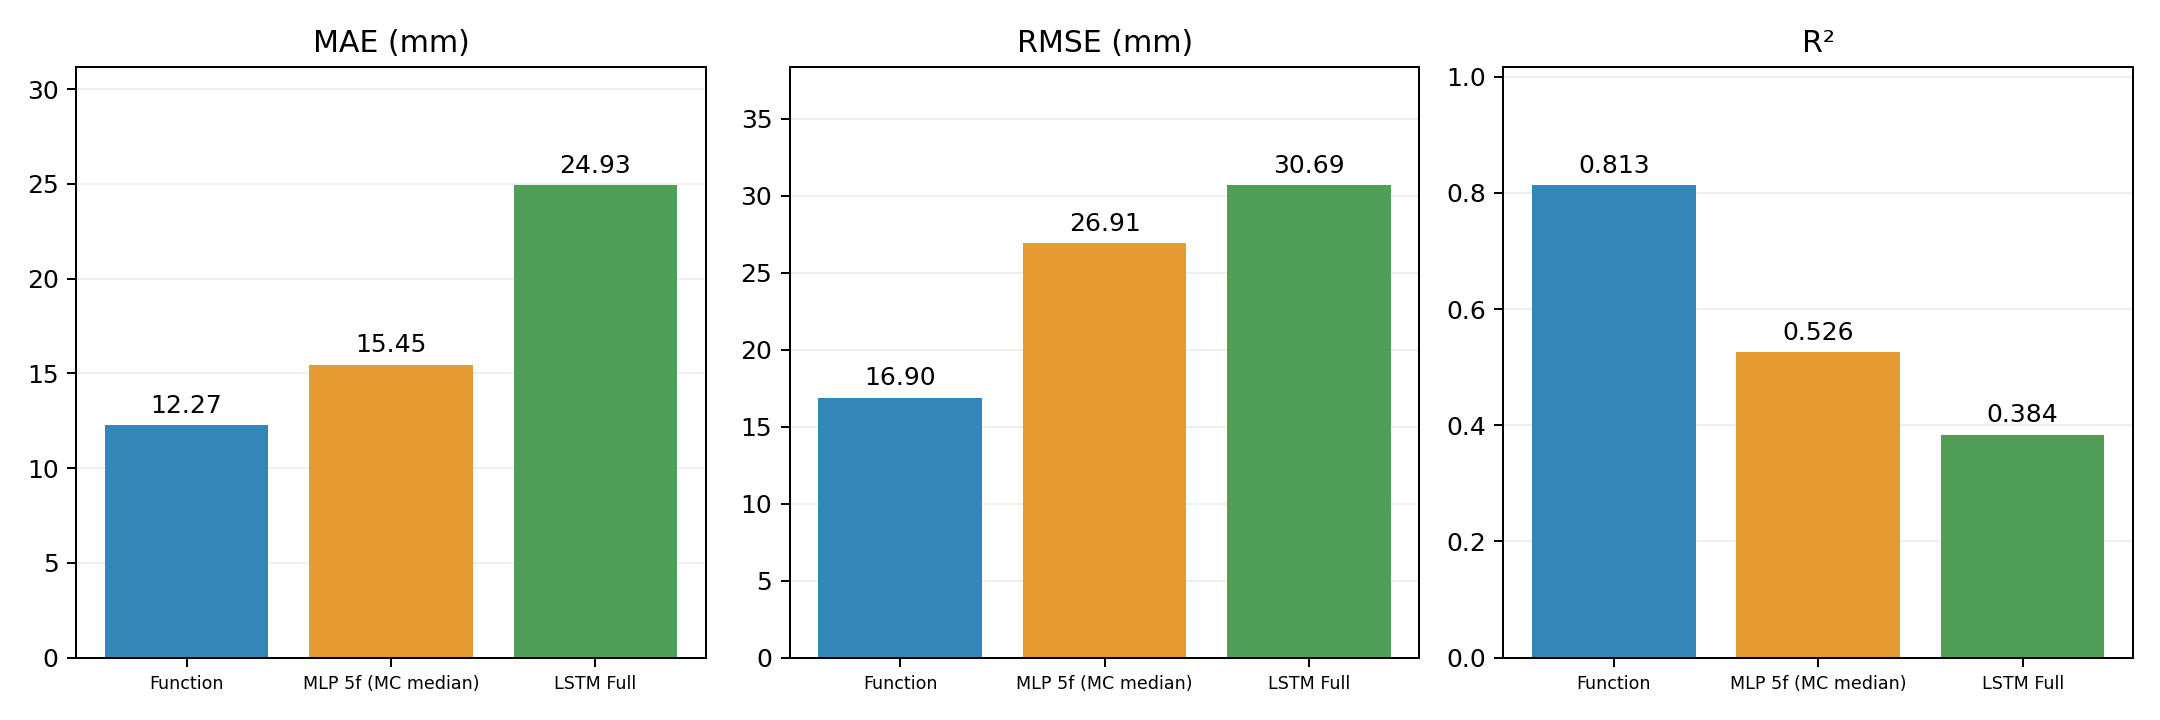 MAE (mm)
30
25
20
15
10
5
0
24.93
15.45
12.27
Function
MLP 5f (MC median)
LSTM Full
RMSE (mm)
35
30
25
20
15
10
5
0
30.69
26.91
16.90
Function
MLP 5f (MC median)
LSTM Full
R²
1.0
0.8
0.6
0.4
0.2
0.0
0.813
0.526
0.384
Function
MLP 5f (MC median)
LSTM Full